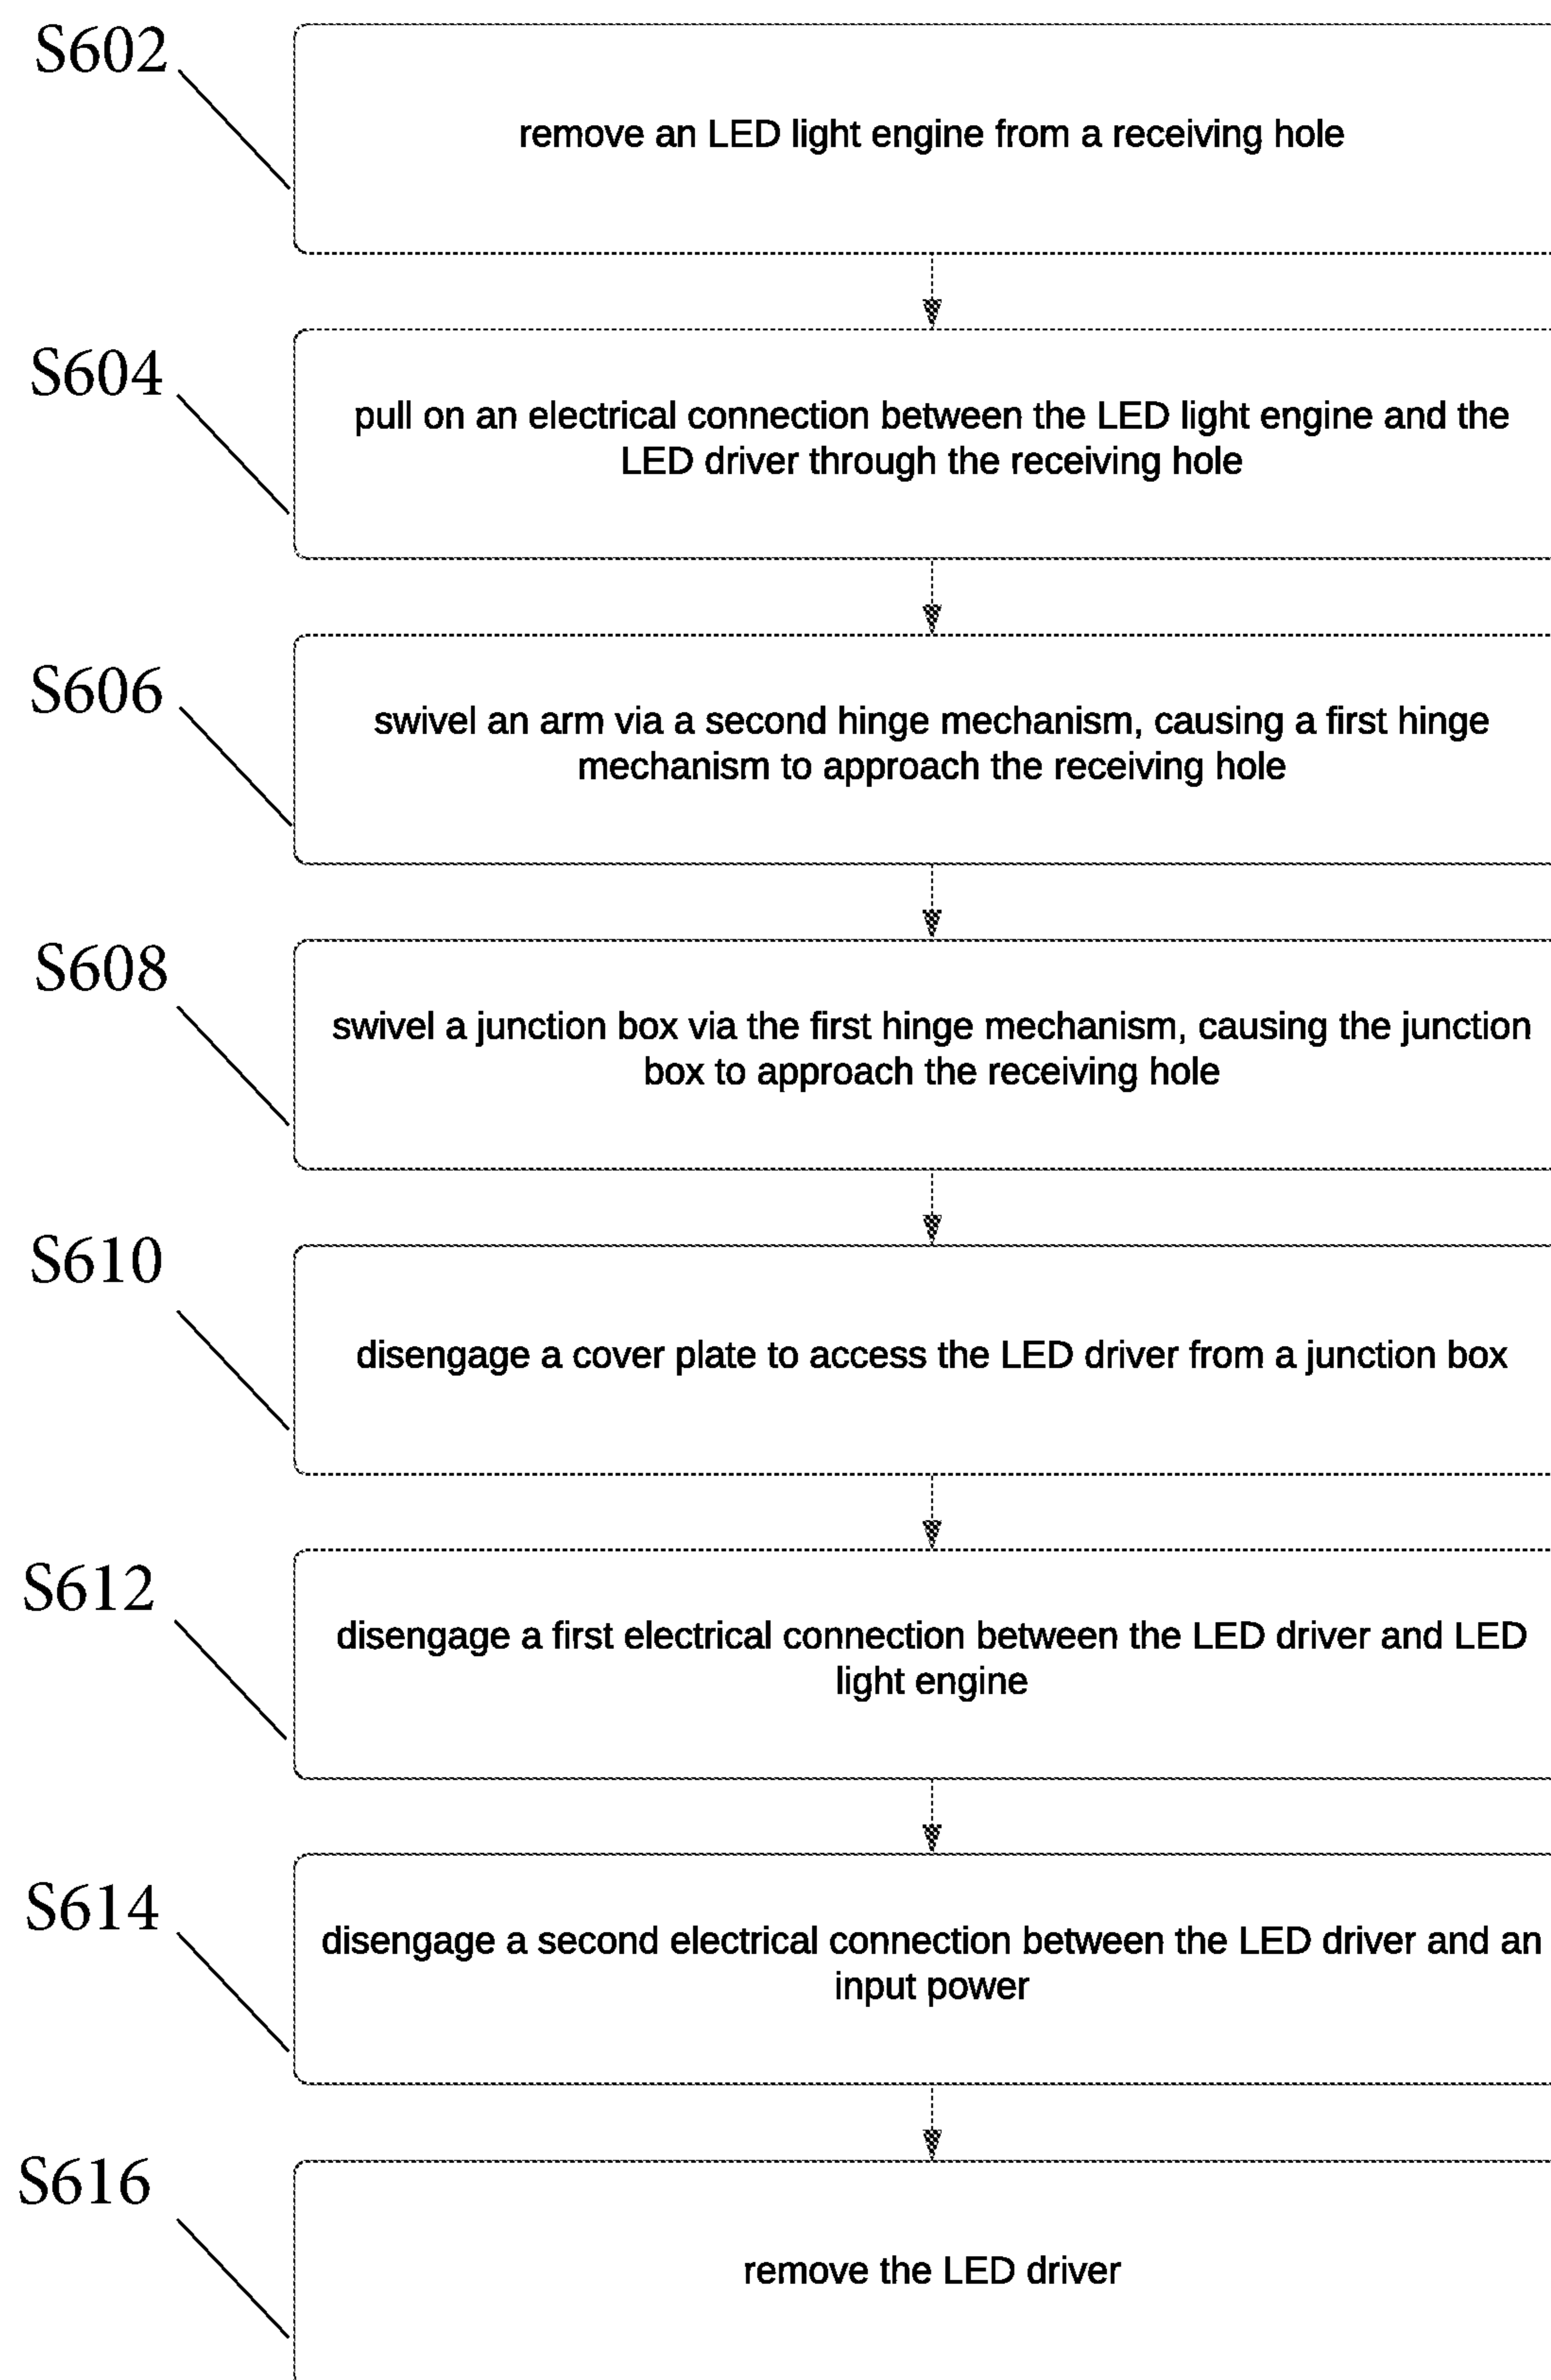 S602
remove an LED light engine from a receiving hole
S604
pull on an electrical connection between the LED light engine and the
LED driver through the receiving hole
S606
swivel an arm via a second hinge mechanism, causing a first hinge
mechanism to approach the receiving hole
S608
swivel a junction box via the first hinge mechanism, causing the junction
box to approach the receiving hole
S610
disengage a cover plate to access the LED driver from a junction box
S612
disengage a first electrical connection between the LED driver and LED
light engine
S614
disengage a second electrical connection between the LED driver and an
input power
S616
remove the LED driver